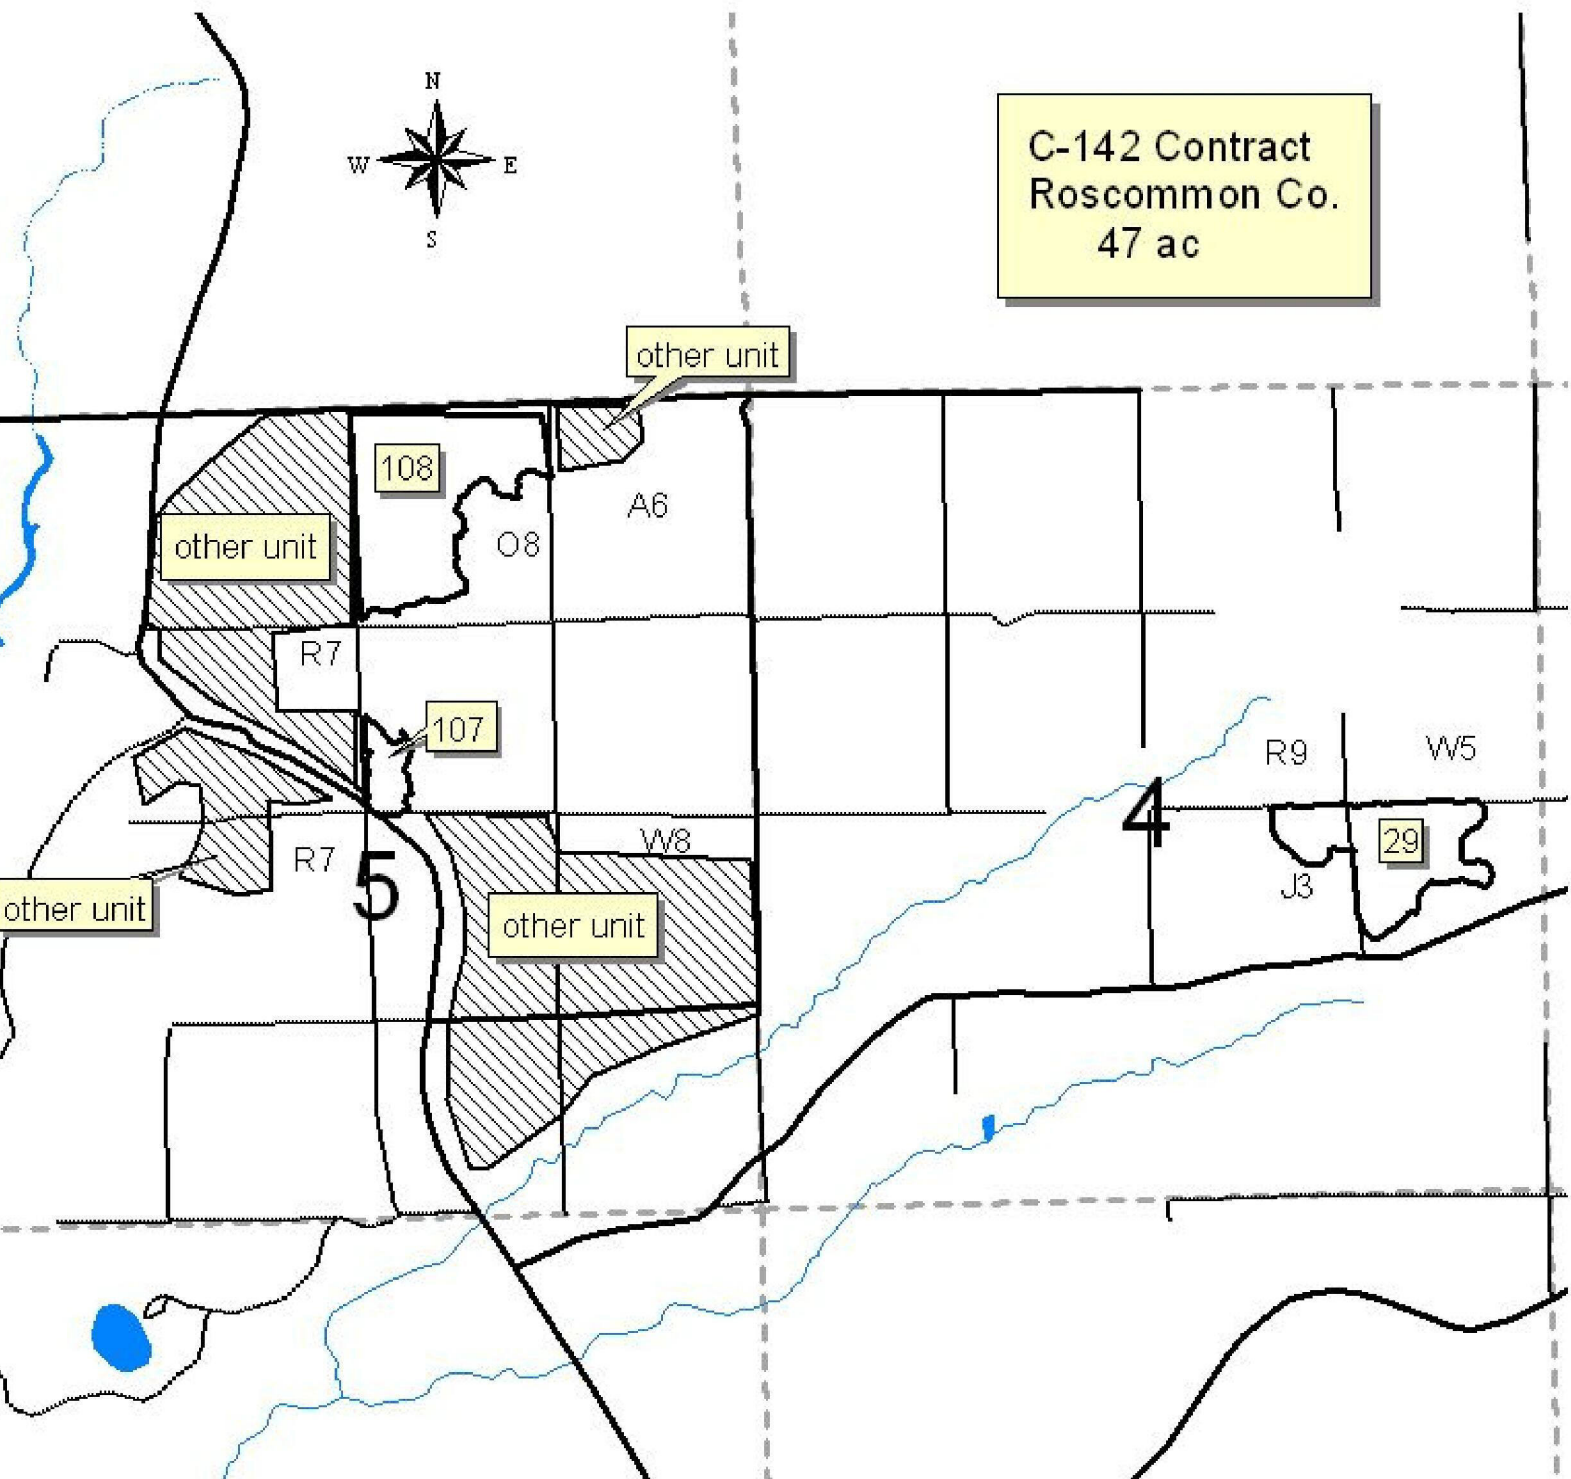 N
W E
S
C-142 Contract
Roscommon Co.
47 ac
other unit
108
A6
O8
other unit
R7
107
R9
W5
4
W8
29
R7
5
J3
other unit
other unit